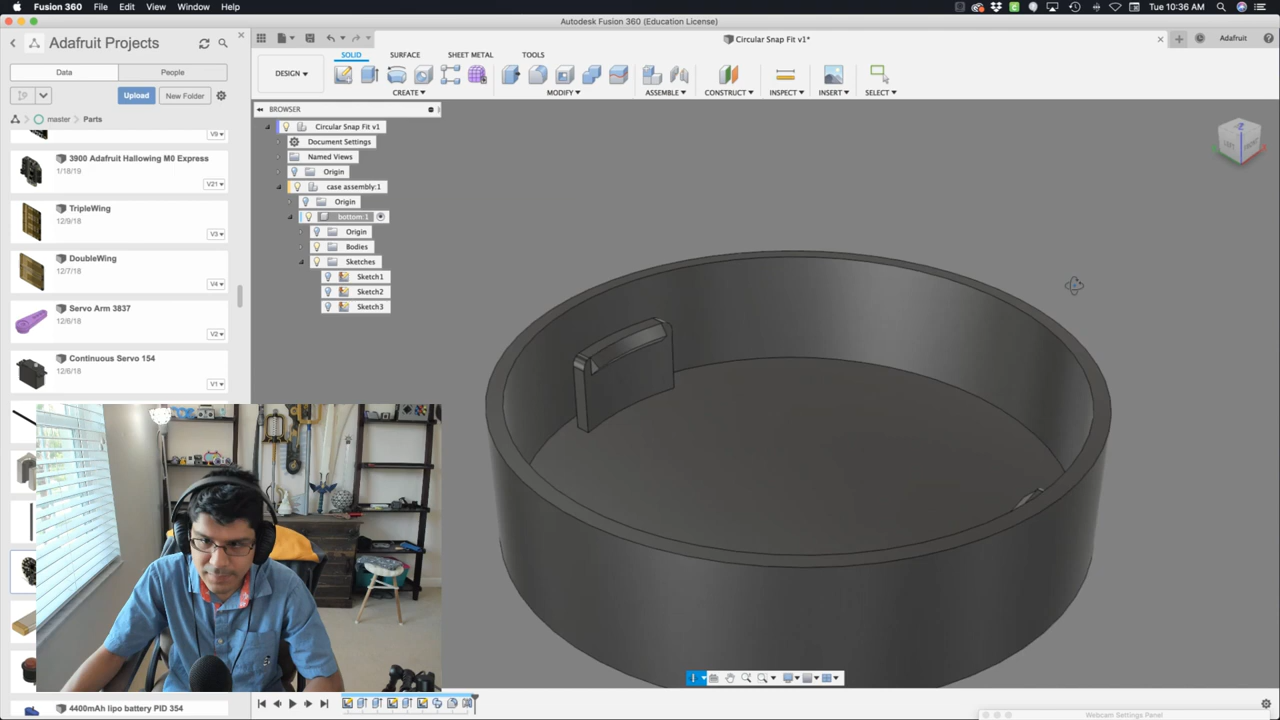 Fusion 360 File Edit View Window Help
Tue 10:36 AM
Adafruit Projects
Autodesk Fusion 360 (Education License)
Circular Snap Fit v1*
Adafruit
Data People
SOLID SURFACE SHEET METAL TOOLS
DESIGN
CREATE MODIFY ASSEMBLE CONSTRUCT INSPECT INSERT SELECT
Upload New Folder
master Parts
BROWSER
Circular Snap Fit v1
Document Settings
Named Views
Origin
case assembly:1
Origin
bottom:1
Origin
Bodies
Sketches
Sketch1
Sketch2
Sketch3
V9
3900 Adafruit Hallowing M0 Express
1/18/19
V21
TripleWing
12/9/18
V3
DoubleWing
12/7/18
V4
Servo Arm 3837
12/6/18
V2
Continuous Servo 154
12/6/18
V1
4400mAh lipo battery PID 354
Webcam Settings Panel